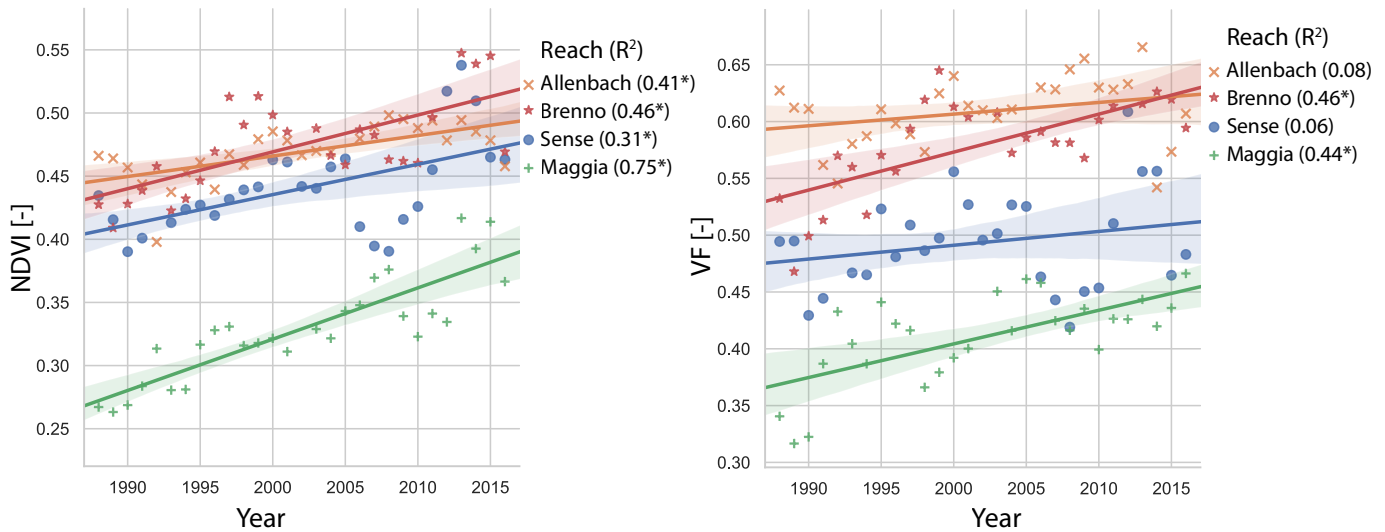 NDVI [-]
0.55
0.50
0.45
0.40
0.35
0.30
0.25
1990 1995 2000 2005 2010 2015
Year
Reach (R²)
Allenbach (0.41*)
Brenno (0.46*)
Sense (0.31*)
Maggia (0.75*)
VF [-]
0.65
0.60
0.55
0.50
0.45
0.40
0.35
0.30
1990 1995 2000 2005 2010 2015
Year
Reach (R²)
Allenbach (0.08)
Brenno (0.46*)
Sense (0.06)
Maggia (0.44*)